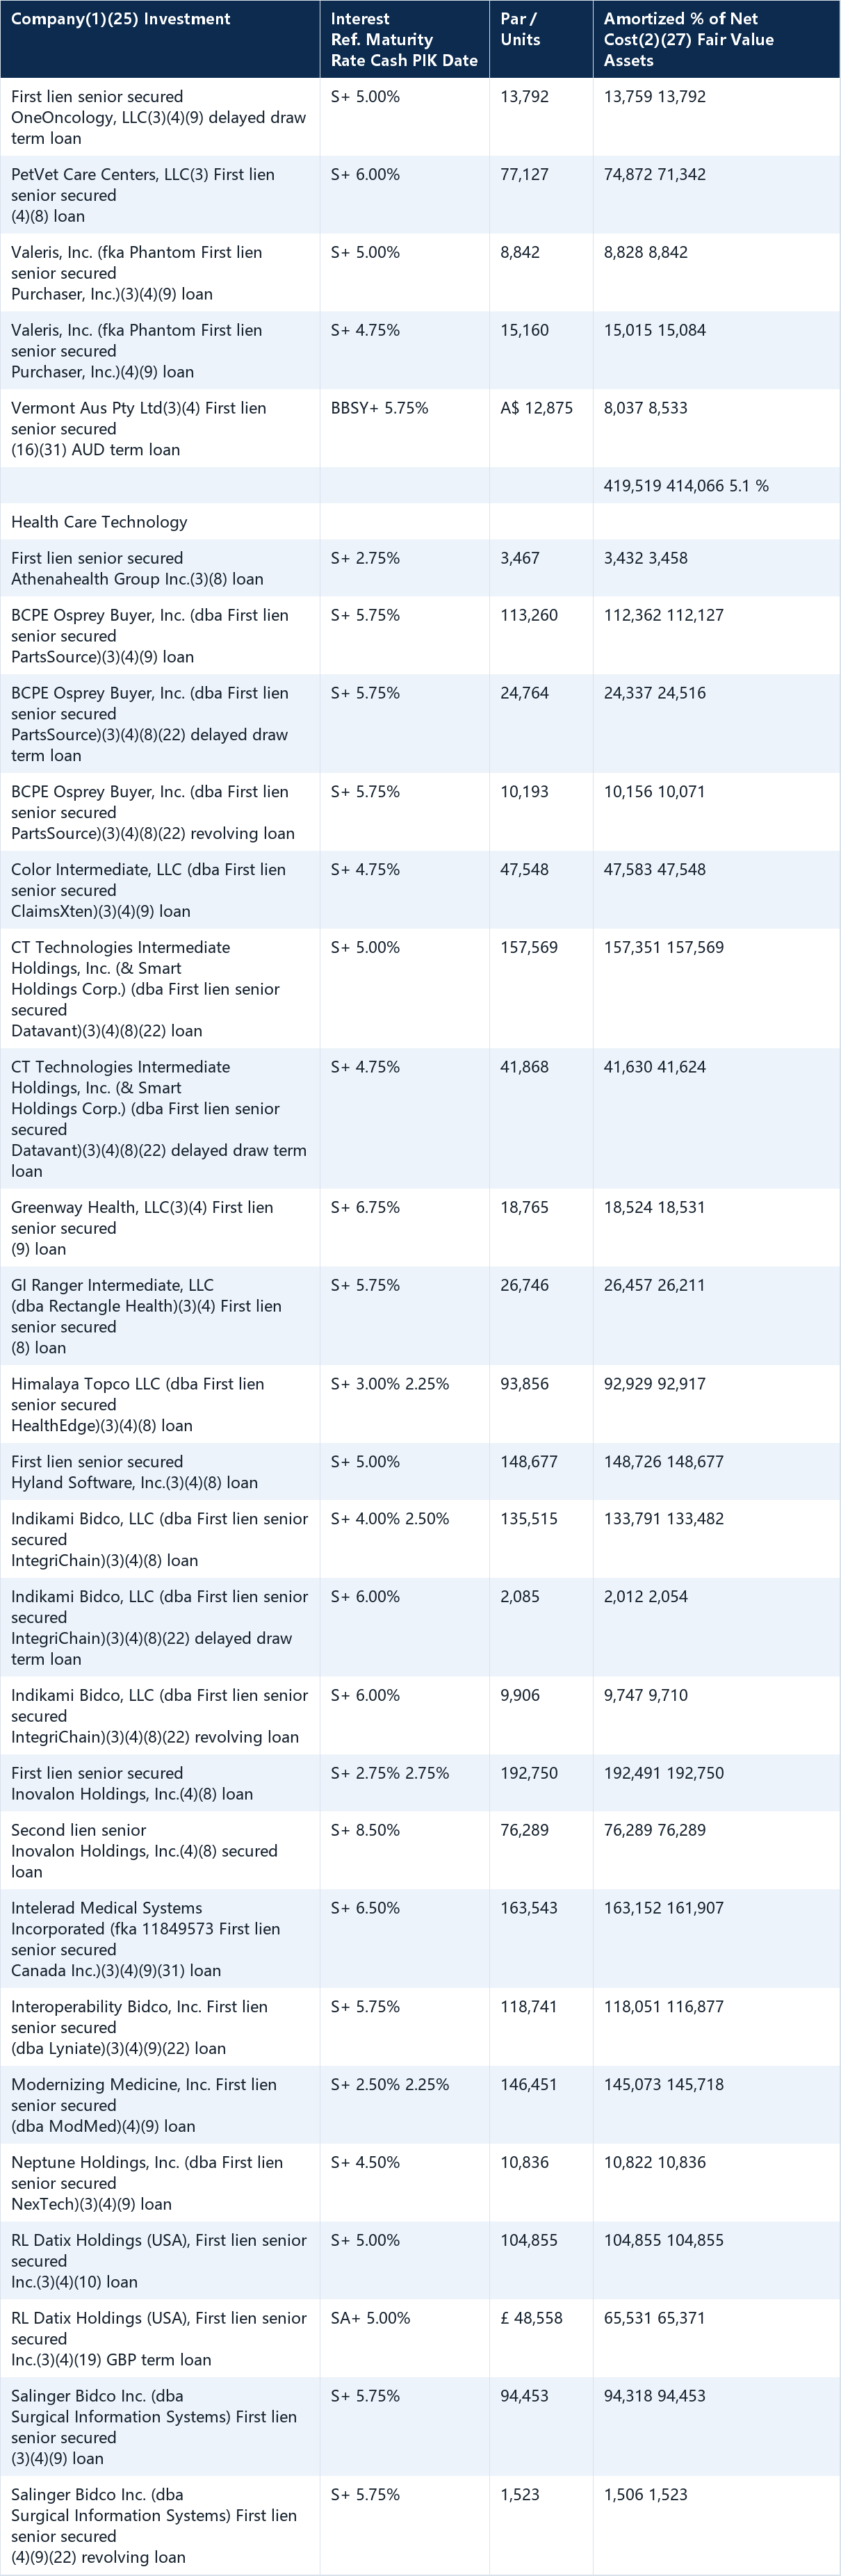 Company(1)(25) Investment
Interest
Ref. Maturity
Rate Cash PIK Date
Par /
Units
Amortized % of Net
Cost(2)(27) Fair Value
Assets
First lien senior secured
OneOncology, LLC(3)(4)(9) delayed draw
term loan
S+ 5.00%
13,792
13,759 13,792
PetVet Care Centers, LLC(3) First lien
senior secured
(4)(8) loan
S+ 6.00%
77,127
74,872 71,342
Valeris, Inc. (fka Phantom First lien
senior secured
Purchaser, Inc.)(3)(4)(9) loan
S+ 5.00%
8,842
8,828 8,842
Valeris, Inc. (fka Phantom First lien
senior secured
Purchaser, Inc.)(4)(9) loan
S+ 4.75%
15,160
15,015 15,084
Vermont Aus Pty Ltd(3)(4) First lien
senior secured
(16)(31) AUD term loan
BBSY+ 5.75%
A$ 12,875
8,037 8,533
419,519 414,066 5.1 %
Health Care Technology
First lien senior secured
Athenahealth Group Inc.(3)(8) loan
S+ 2.75%
3,467
3,432 3,458
BCPE Osprey Buyer, Inc. (dba First lien
senior secured
PartsSource)(3)(4)(9) loan
S+ 5.75%
113,260
112,362 112,127
BCPE Osprey Buyer, Inc. (dba First lien
senior secured
PartsSource)(3)(4)(8)(22) delayed draw
term loan
S+ 5.75%
24,764
24,337 24,516
BCPE Osprey Buyer, Inc. (dba First lien
senior secured
PartsSource)(3)(4)(8)(22) revolving loan
S+ 5.75%
10,193
10,156 10,071
Color Intermediate, LLC (dba First lien
senior secured
ClaimsXten)(3)(4)(9) loan
S+ 4.75%
47,548
47,583 47,548
CT Technologies Intermediate
Holdings, Inc. (& Smart
Holdings Corp.) (dba First lien senior
secured
Datavant)(3)(4)(8)(22) loan
S+ 5.00%
157,569
157,351 157,569
CT Technologies Intermediate
Holdings, Inc. (& Smart
Holdings Corp.) (dba First lien senior
secured
Datavant)(3)(4)(8)(22) delayed draw term
loan
S+ 4.75%
41,868
41,630 41,624
Greenway Health, LLC(3)(4) First lien
senior secured
(9) loan
S+ 6.75%
18,765
18,524 18,531
GI Ranger Intermediate, LLC
(dba Rectangle Health)(3)(4) First lien
senior secured
(8) loan
S+ 5.75%
26,746
26,457 26,211
Himalaya Topco LLC (dba First lien
senior secured
HealthEdge)(3)(4)(8) loan
S+ 3.00% 2.25%
93,856
92,929 92,917
First lien senior secured
Hyland Software, Inc.(3)(4)(8) loan
S+ 5.00%
148,677
148,726 148,677
Indikami Bidco, LLC (dba First lien senior
secured
IntegriChain)(3)(4)(8) loan
S+ 4.00% 2.50%
135,515
133,791 133,482
Indikami Bidco, LLC (dba First lien senior
secured
IntegriChain)(3)(4)(8)(22) delayed draw
term loan
S+ 6.00%
2,085
2,012 2,054
Indikami Bidco, LLC (dba First lien senior
secured
IntegriChain)(3)(4)(8)(22) revolving loan
S+ 6.00%
9,906
9,747 9,710
First lien senior secured
Inovalon Holdings, Inc.(4)(8) loan
S+ 2.75% 2.75%
192,750
192,491 192,750
Second lien senior
Inovalon Holdings, Inc.(4)(8) secured
loan
S+ 8.50%
76,289
76,289 76,289
Intelerad Medical Systems
Incorporated (fka 11849573 First lien
senior secured
Canada Inc.)(3)(4)(9)(31) loan
S+ 6.50%
163,543
163,152 161,907
Interoperability Bidco, Inc. First lien
senior secured
(dba Lyniate)(3)(4)(9)(22) loan
S+ 5.75%
118,741
118,051 116,877
Modernizing Medicine, Inc. First lien
senior secured
(dba ModMed)(4)(9) loan
S+ 2.50% 2.25%
146,451
145,073 145,718
Neptune Holdings, Inc. (dba First lien
senior secured
NexTech)(3)(4)(9) loan
S+ 4.50%
10,836
10,822 10,836
RL Datix Holdings (USA), First lien senior
secured
Inc.(3)(4)(10) loan
S+ 5.00%
104,855
104,855 104,855
RL Datix Holdings (USA), First lien senior
secured
Inc.(3)(4)(19) GBP term loan
SA+ 5.00%
£ 48,558
65,531 65,371
Salinger Bidco Inc. (dba
Surgical Information Systems) First lien
senior secured
(3)(4)(9) loan
S+ 5.75%
94,453
94,318 94,453
Salinger Bidco Inc. (dba
Surgical Information Systems) First lien
senior secured
(4)(9)(22) revolving loan
S+ 5.75%
1,523
1,506 1,523